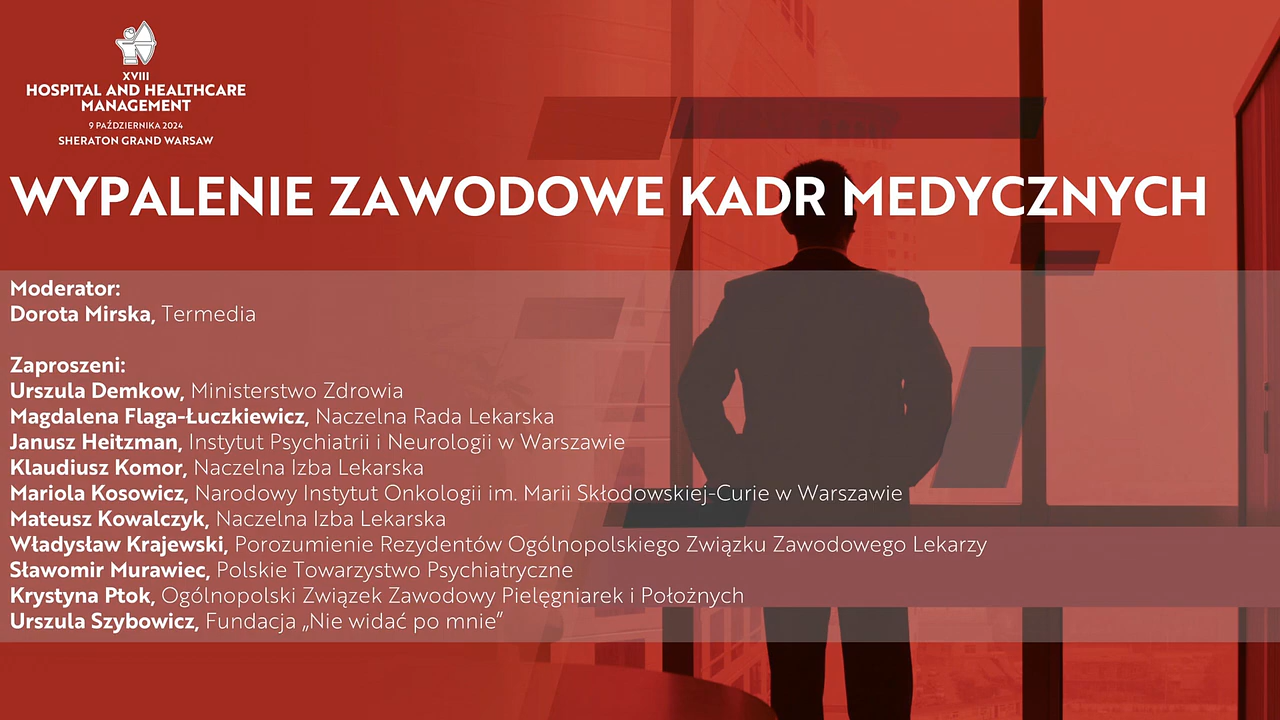 XVIII
HOSPITAL AND HEALTHCARE
MANAGEMENT
9 PAŹDZIERNIKA 2024
SHERATON GRAND WARSAW
WYPALENIE ZAWODOWE KADR MEDYCZNYCH
Moderator:
Dorota Mirska, Termedia
Zaproszeni:
Urszula Demkow, Ministerstwo Zdrowia
Magdalena Flaga-Łuczkiewicz, Naczelna Rada Lekarska
Janusz Heitzman, Instytut Psychiatrii i Neurologii w Warszawie
Klaudiusz Komor, Naczelna Izba Lekarska
Mariola Kosowicz, Narodowy Instytut Onkologii im. Marii Skłodowskiej-Curie w Warszawie
Mateusz Kowalczyk, Naczelna Izba Lekarska
Władysław Krajewski, Porozumienie Rezydentów Ogólnopolskiego Związku Zawodowego Lekarzy
Sławomir Murawiec, Polskie Towarzystwo Psychiatryczne
Krystyna Ptok, Ogólnopolski Związek Zawodowy Pielęgniarek i Położnych
Urszula Szybowicz, Fundacja „Nie widać po mnie”